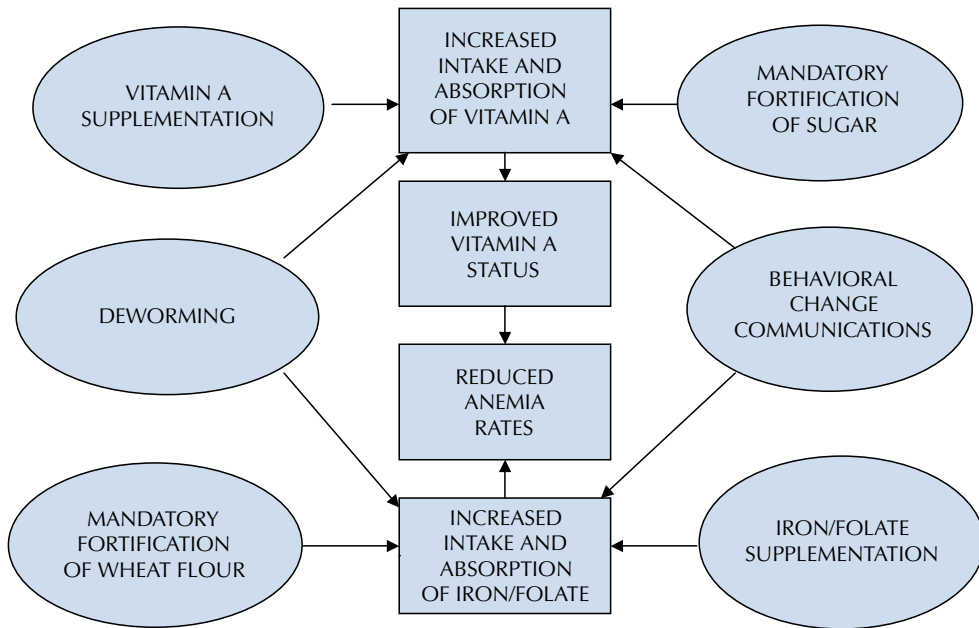 INCREASED
INTAKE AND
ABSORPTION
OF VITAMIN A
VITAMIN A
SUPPLEMENTATION
MANDATORY
FORTIFICATION
OF SUGAR
IMPROVED
VITAMIN A
STATUS
DEWORMING
BEHAVIORAL
CHANGE
COMMUNICATIONS
REDUCED
ANEMIA
RATES
MANDATORY
FORTIFICATION
OF WHEAT FLOUR
INCREASED
INTAKE AND
ABSORPTION
OF IRON/FOLATE
IRON/FOLATE
SUPPLEMENTATION